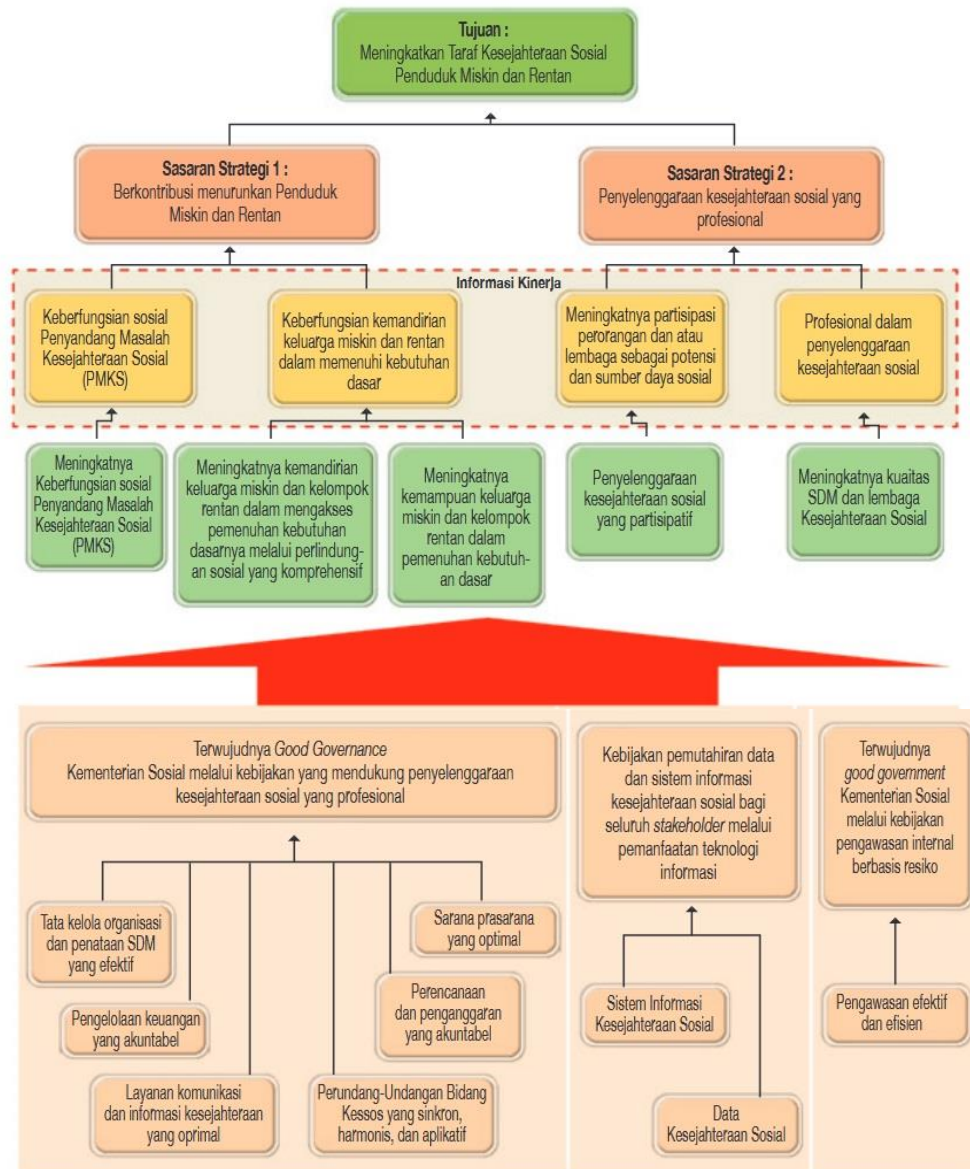 Tujuan :
Meningkatkan Taraf Kesejahteraan Sosial
Penduduk Miskin dan Rentan
Sasaran Strategi 1 :
Berkontribusi menurunkan Penduduk
Miskin dan Rentan
Sasaran Strategi 2 :
Penyelenggaraan kesejahteraan sosial yang
profesional
Informasi Kinerja
Keberfungsian sosial
Penyandang Masalah
Kesejahteraan Sosial
(PMKS)
Keberfungsian kemandirian
keluarga miskin dan rentan
dalam memenuhi kebutuhan
dasar
Meningkatnya partisipasi
perorangan dan atau
lembaga sebagai potensi
dan sumber daya sosial
Profesional dalam
penyelenggaraan
kesejahteraan sosial
Meningkatnya
Keberfungsian sosial
Penyandang Masalah
Kesejahteraan Sosial
(PMKS)
Meningkatnya kemandirian
keluarga miskin dan kelompok
rentan dalam mengakses
pemenuhan kebutuhan
dasarnya melalui perlindung-
an sosial yang komprehensif
Meningkatnya
kemampuan keluarga
miskin dan kelompok
rentan dalam
pemenuhan kebutuh-
an dasar
Penyelenggaraan
kesejahteraan sosial
yang partisipatif
Meningkatnya kuaitas
SDM dan lembaga
Kesejahteraan Sosial
Terwujudnya Good Governance
Kementerian Sosial melalui kebijakan yang mendukung penyelenggaraan
kesejahteraan sosial yang profesional
Tata kelola organisasi
dan penataan SDM
yang efektif
Pengelolaan keuangan
yang akuntabel
Layanan komunikasi
dan informasi kesejahteraan
yang oprimal
Perundang-Undangan Bidang
Kessos yang sinkron,
harmonis, dan aplikatif
Perencanaan
dan penganggaran
yang akuntabel
Sarana prasarana
yang optimal
Kebijakan pemutahiran data
dan sistem informasi
kesejahteraan sosial bagi
seluruh stakeholder melalui
pemanfaatan teknologi
informasi
Sistem Informasi
Kesejahteraan Sosial
Data
Kesejahteraan Sosial
Terwujudnya
good government
Kementerian Sosial
melalui kebijakan
pengawasan internal
berbasis resiko
Pengawasan efektif
dan efisien